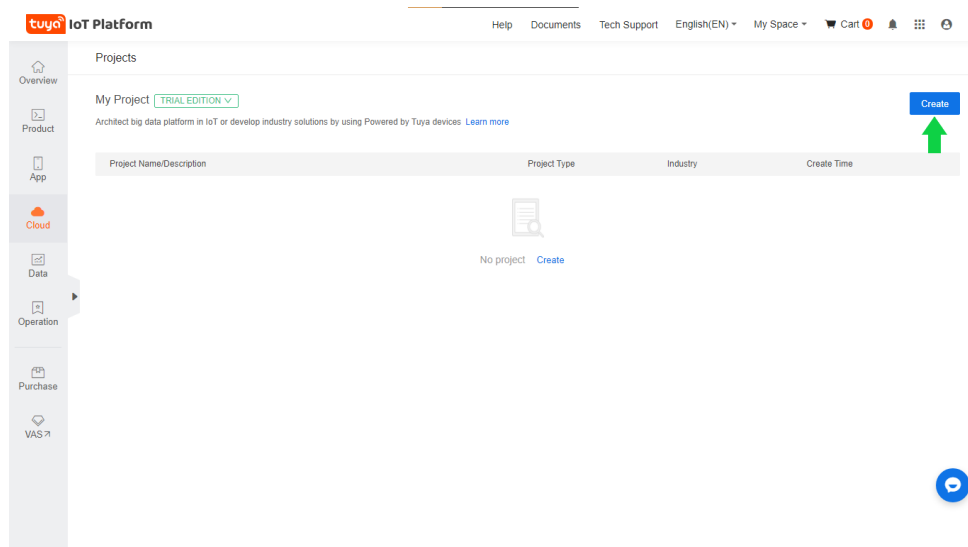 tuya IoT Platform
Help Documents Tech Support English(EN) My Space Cart 0
Projects
Overview
My Project TRIAL EDITION
Create
Architect big data platform in IoT or develop industry solutions by using Powered by Tuya devices Learn more
Product
Project Name/Description Project Type Industry Create Time
App
Cloud
No project Create
Data
Operation
Purchase
VAS